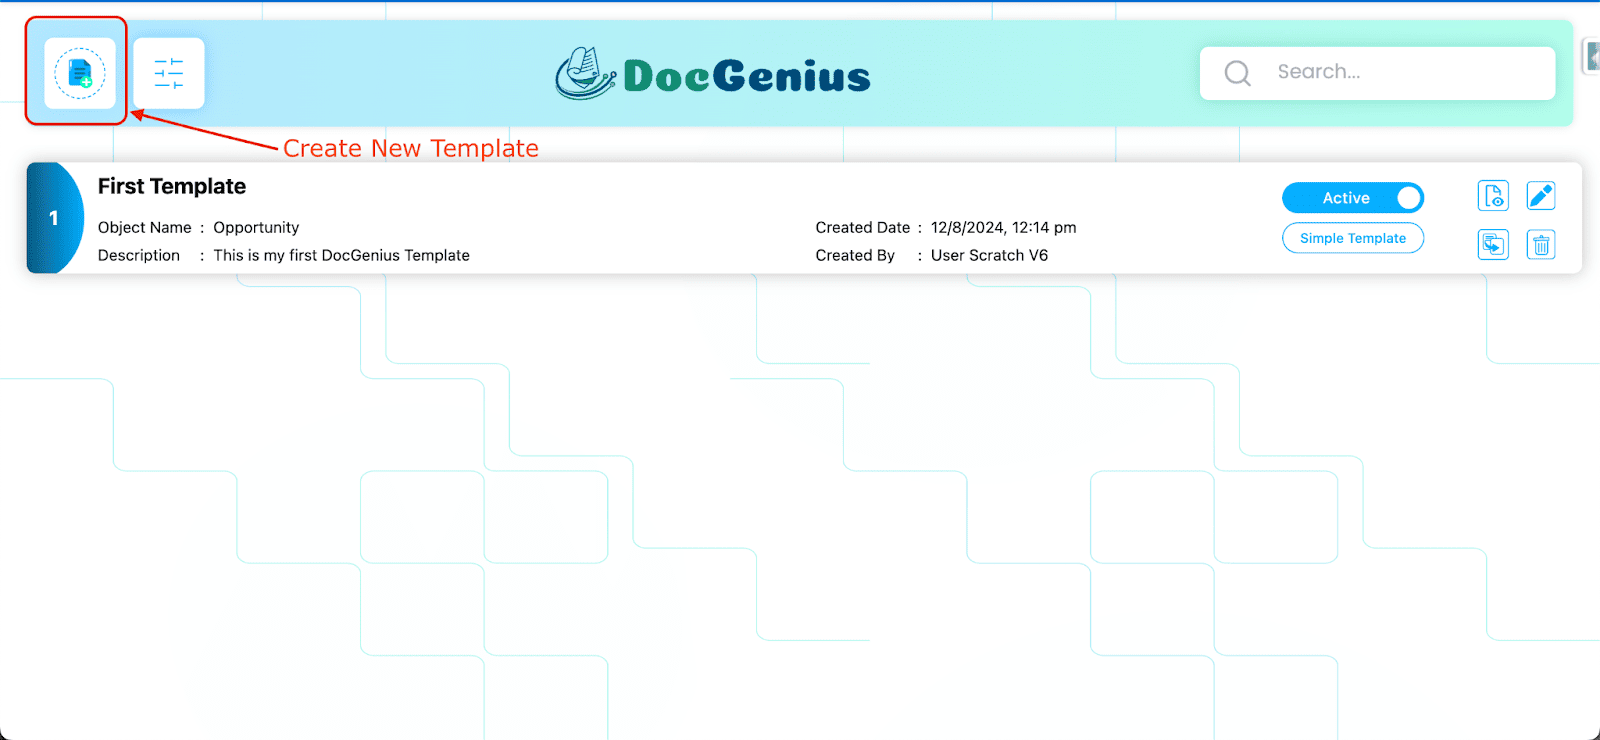 DocGenius
Search...
Create New Template
1
First Template
Object Name : Opportunity
Description : This is my first DocGenius Template
Created Date : 12/8/2024, 12:14 pm
Created By : User Scratch V6
Active
Simple Template